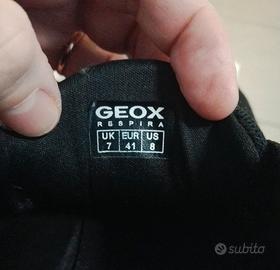 GEOX
RESPIRA
UK EUR US
7 41 8
subito